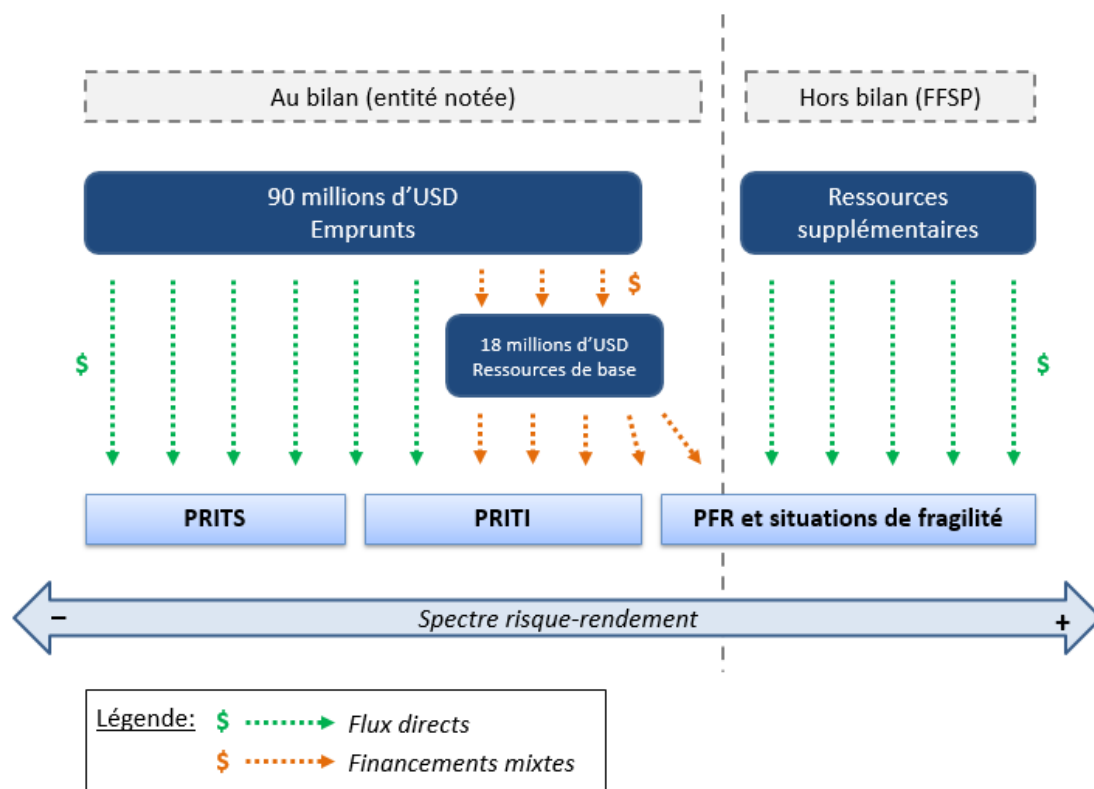 Au bilan (entité notée)
Hors bilan (FFSP)
90 millions d’USD
Emprunts
Ressources
supplémentaires
$
18 millions d’USD
Ressources de base
$
$
PRITS
PRITI
PFR et situations de fragilité
–
Spectre risque-rendement
+
Légende:
$ Flux directs
$ Financements mixtes